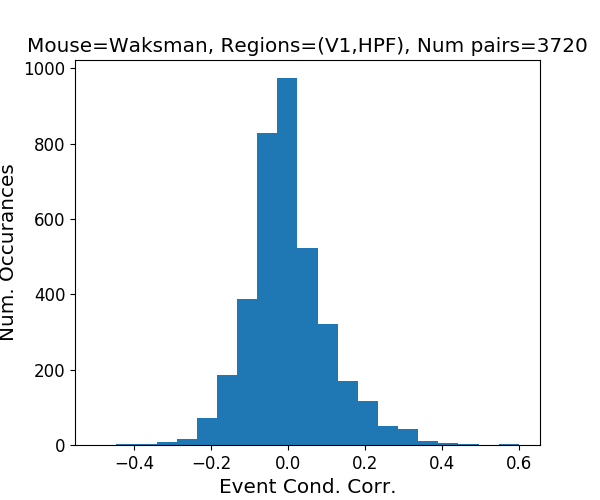 Mouse=Waksman, Regions=(V1,HPF), Num pairs=3720
1000
800
600
400
200
0
Num. Occurances
−0.4 −0.2 0.0 0.2 0.4 0.6
Event Cond. Corr.